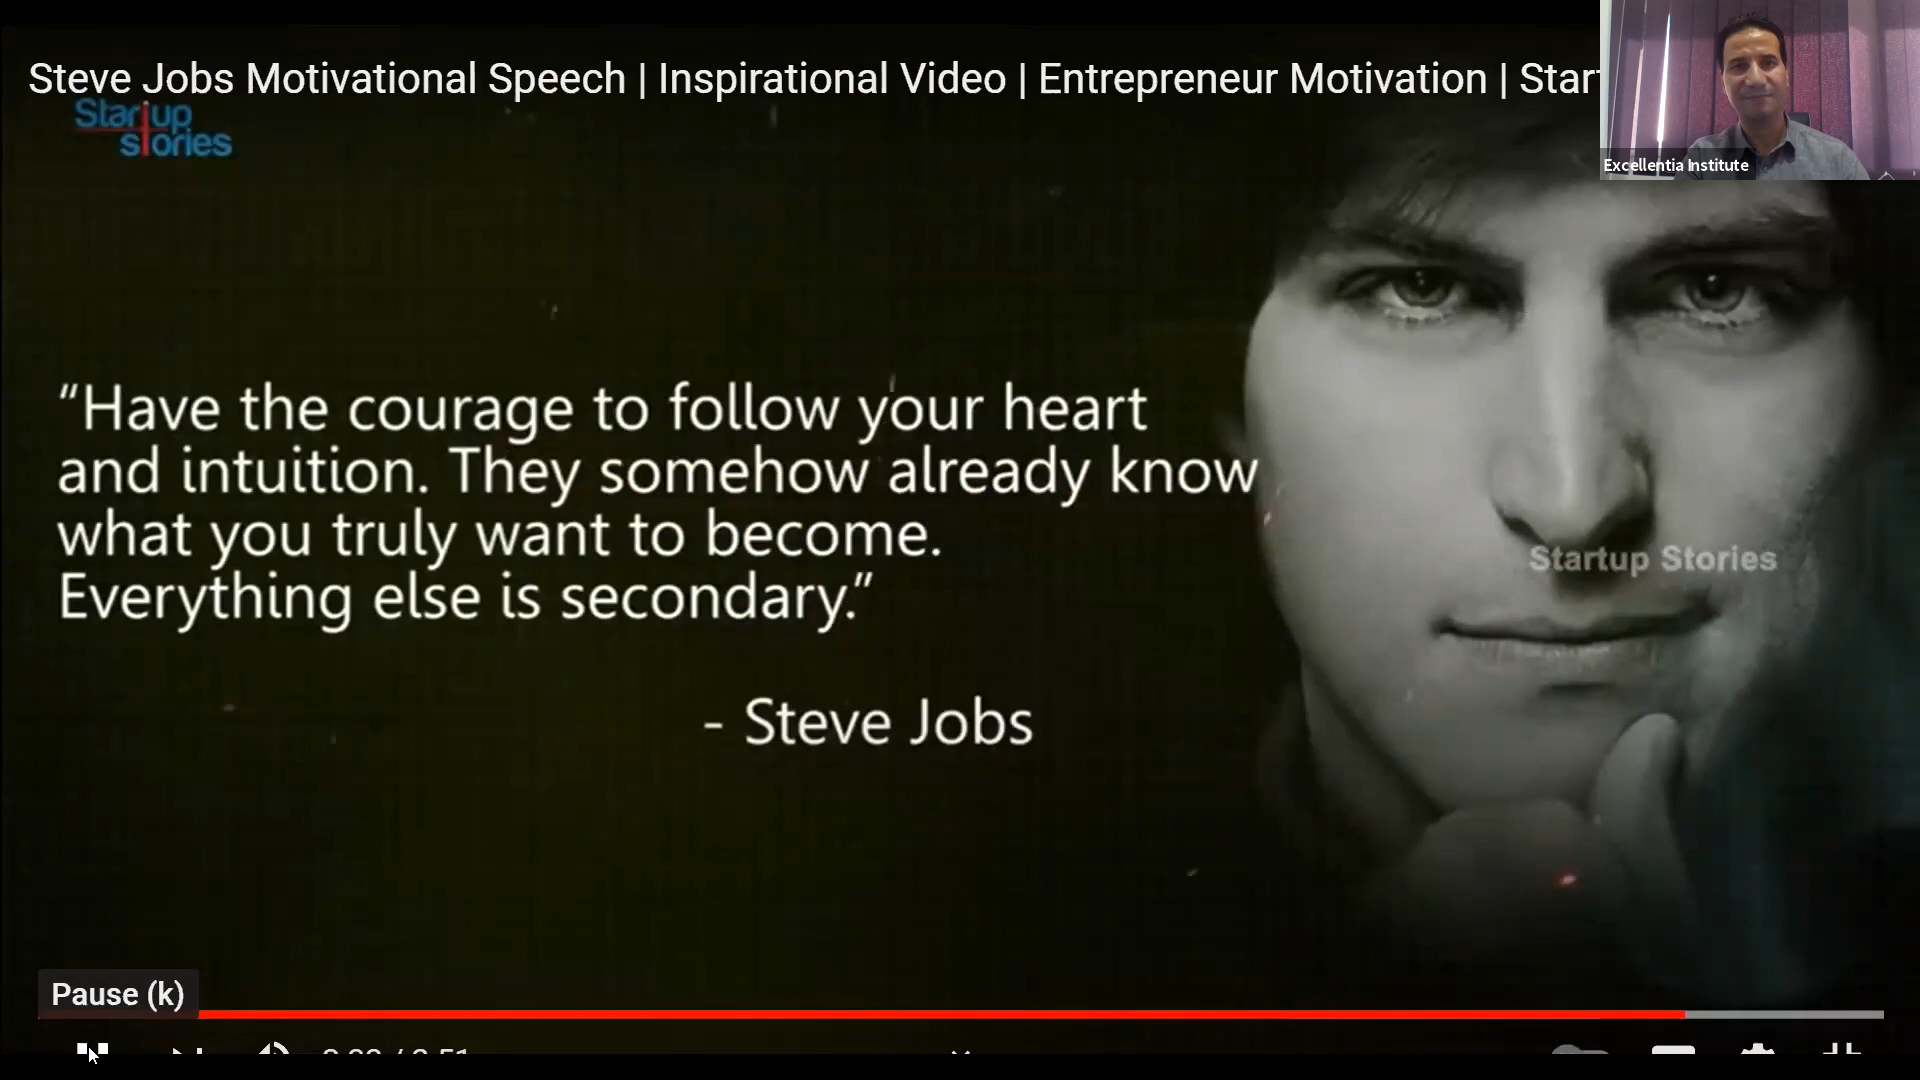 Steve Jobs Motivational Speech | Inspirational Video | Entrepreneur Motivation | Start
Startup
stories
Excellentia Institute
“Have the courage to follow your heart
and intuition. They somehow already know
what you truly want to become.
Everything else is secondary.”
- Steve Jobs
Startup Stories
Pause (k)